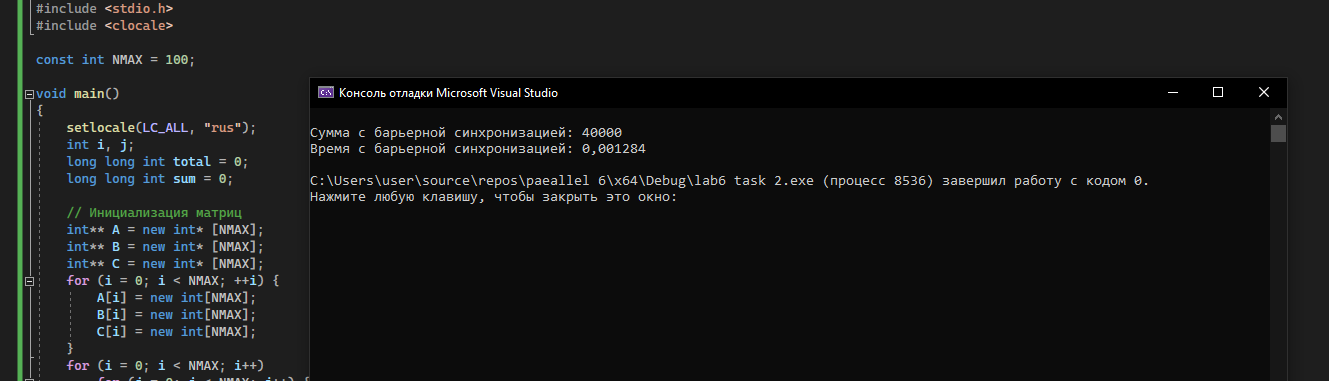 #include <stdio.h>
#include <clocale>
const int NMAX = 100;
void main()
{
setlocale(LC_ALL, "rus");
int i, j;
long long int total = 0;
long long int sum = 0;
// Инициализация матриц
int** A = new int* [NMAX];
int** B = new int* [NMAX];
int** C = new int* [NMAX];
for (i = 0; i < NMAX; ++i) {
A[i] = new int[NMAX];
B[i] = new int[NMAX];
C[i] = new int[NMAX];
}
for (i = 0; i < NMAX; i++)
Консоль отладки Microsoft Visual Studio
Сумма с барьерной синхронизацией: 40000
Время с барьерной синхронизацией: 0,001284
C:\Users\user\source\repos\paeallel 6\x64\Debug\lab6 task 2.exe (процесс 8536) завершил работу с кодом 0.
Нажмите любую клавишу, чтобы закрыть это окно: